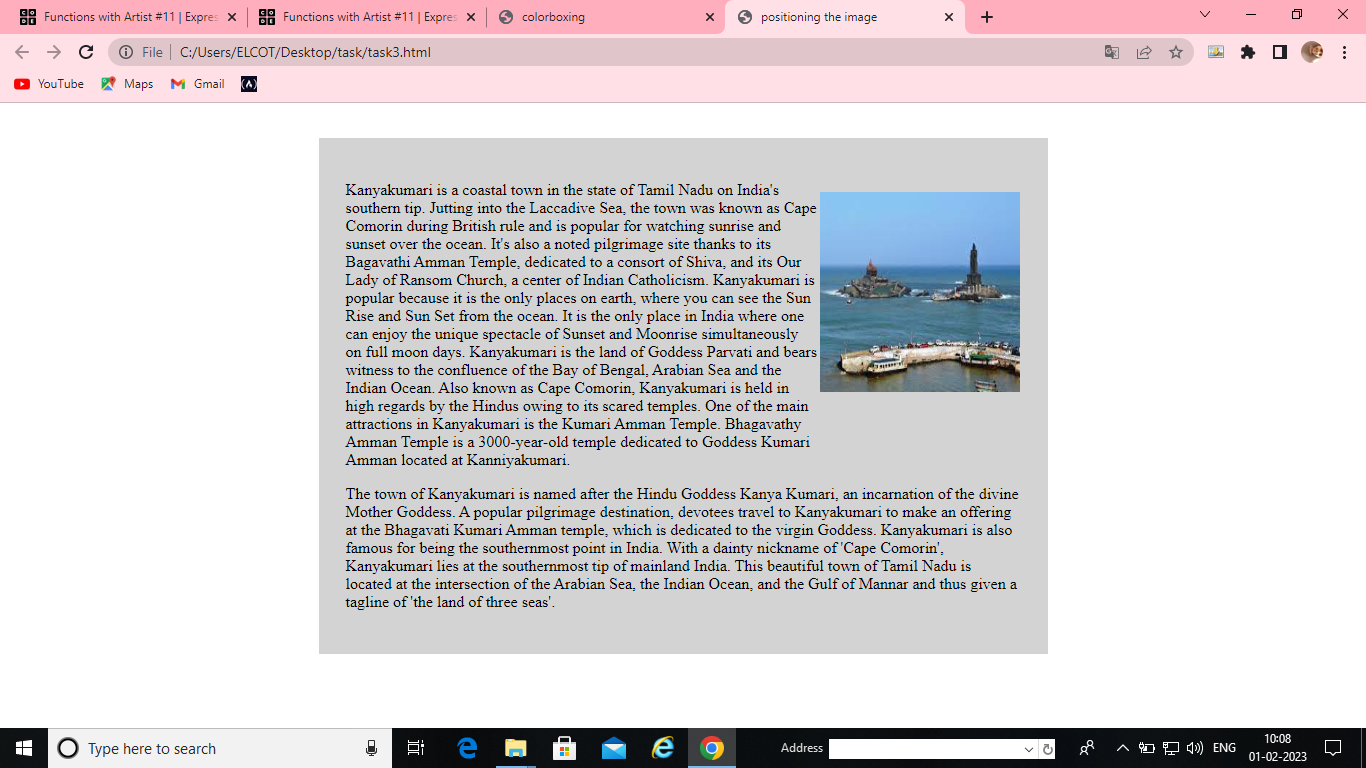 Functions with Artist #11 | Expres
Functions with Artist #11 | Expres
colorboxing
positioning the image
File
C:/Users/ELCOT/Desktop/task/task3.html
YouTube
Maps
Gmail
Kanyakumari is a coastal town in the state of Tamil Nadu on India's
southern tip. Jutting into the Laccadive Sea, the town was known as Cape
Comorin during British rule and is popular for watching sunrise and
sunset over the ocean. It's also a noted pilgrimage site thanks to its
Bagavathi Amman Temple, dedicated to a consort of Shiva, and its Our
Lady of Ransom Church, a center of Indian Catholicism. Kanyakumari is
popular because it is the only places on earth, where you can see the Sun
Rise and Sun Set from the ocean. It is the only place in India where one
can enjoy the unique spectacle of Sunset and Moonrise simultaneously
on full moon days. Kanyakumari is the land of Goddess Parvati and bears
witness to the confluence of the Bay of Bengal, Arabian Sea and the
Indian Ocean. Also known as Cape Comorin, Kanyakumari is held in
high regards by the Hindus owing to its scared temples. One of the main
attractions in Kanyakumari is the Kumari Amman Temple. Bhagavathy
Amman Temple is a 3000-year-old temple dedicated to Goddess Kumari
Amman located at Kanniyakumari.
The town of Kanyakumari is named after the Hindu Goddess Kanya Kumari, an incarnation of the divine
Mother Goddess. A popular pilgrimage destination, devotees travel to Kanyakumari to make an offering
at the Bhagavati Kumari Amman temple, which is dedicated to the virgin Goddess. Kanyakumari is also
famous for being the southernmost point in India. With a dainty nickname of 'Cape Comorin',
Kanyakumari lies at the southernmost tip of mainland India. This beautiful town of Tamil Nadu is
located at the intersection of the Arabian Sea, the Indian Ocean, and the Gulf of Mannar and thus given a
tagline of 'the land of three seas'.
Type here to search
Address
ENG
10:08
01-02-2023